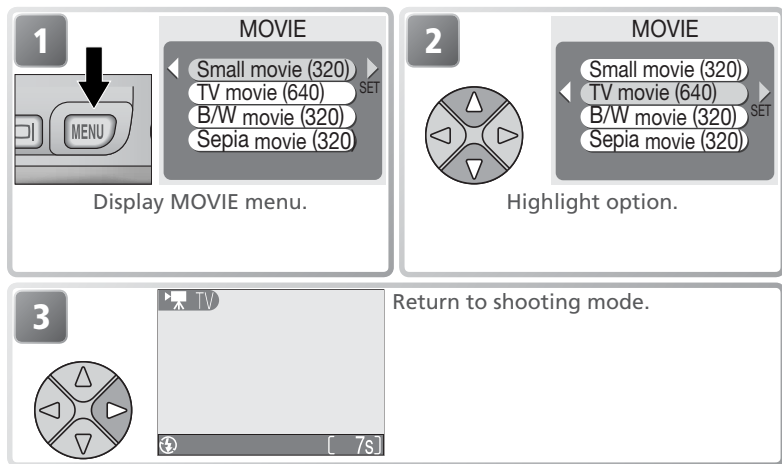 1
MENU
MOVIE
Small movie (320)
TV movie (640)
B/W movie (320)
Sepia movie (320)
SET
Display MOVIE menu.
2
MOVIE
Small movie (320)
TV movie (640)
B/W movie (320)
Sepia movie (320)
SET
Highlight option.
3
TV
[ 7s]
Return to shooting mode.